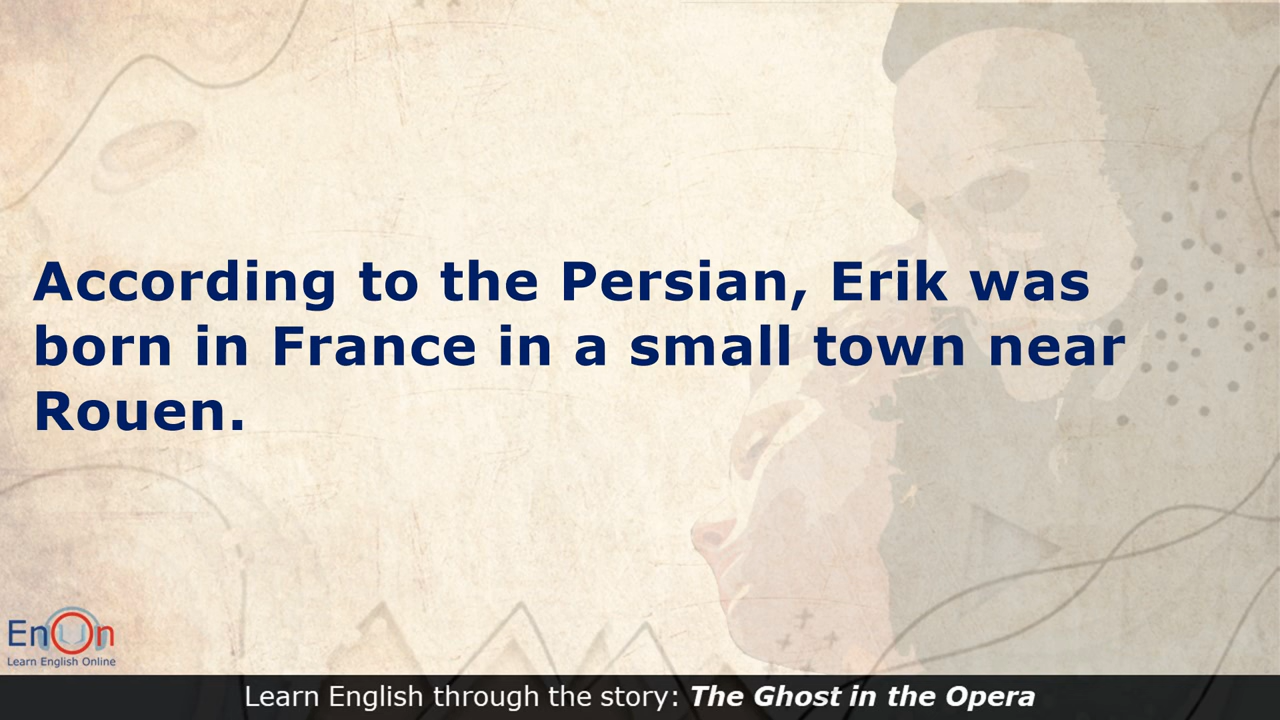 According to the Persian, Erik was
born in France in a small town near
Rouen.
EnOn
Learn English Online
Learn English through the story: The Ghost in the Opera